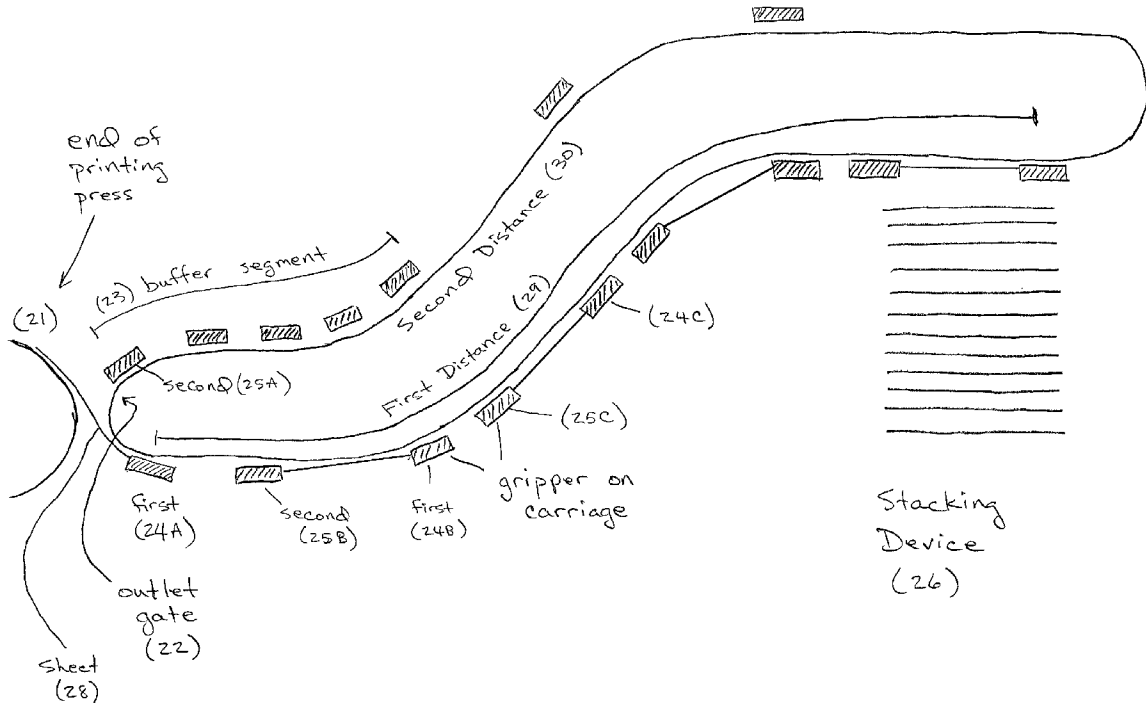 end of
printing
press
(21)
(23) buffer segment
Second Distance (30)
First Distance (29)
second (25A)
(24C)
(25C)
gripper on
carriage
first
(24A)
second
(25B)
first
(24B)
outlet
gate
(22)
Sheet
(28)
Stacking
Device
(26)